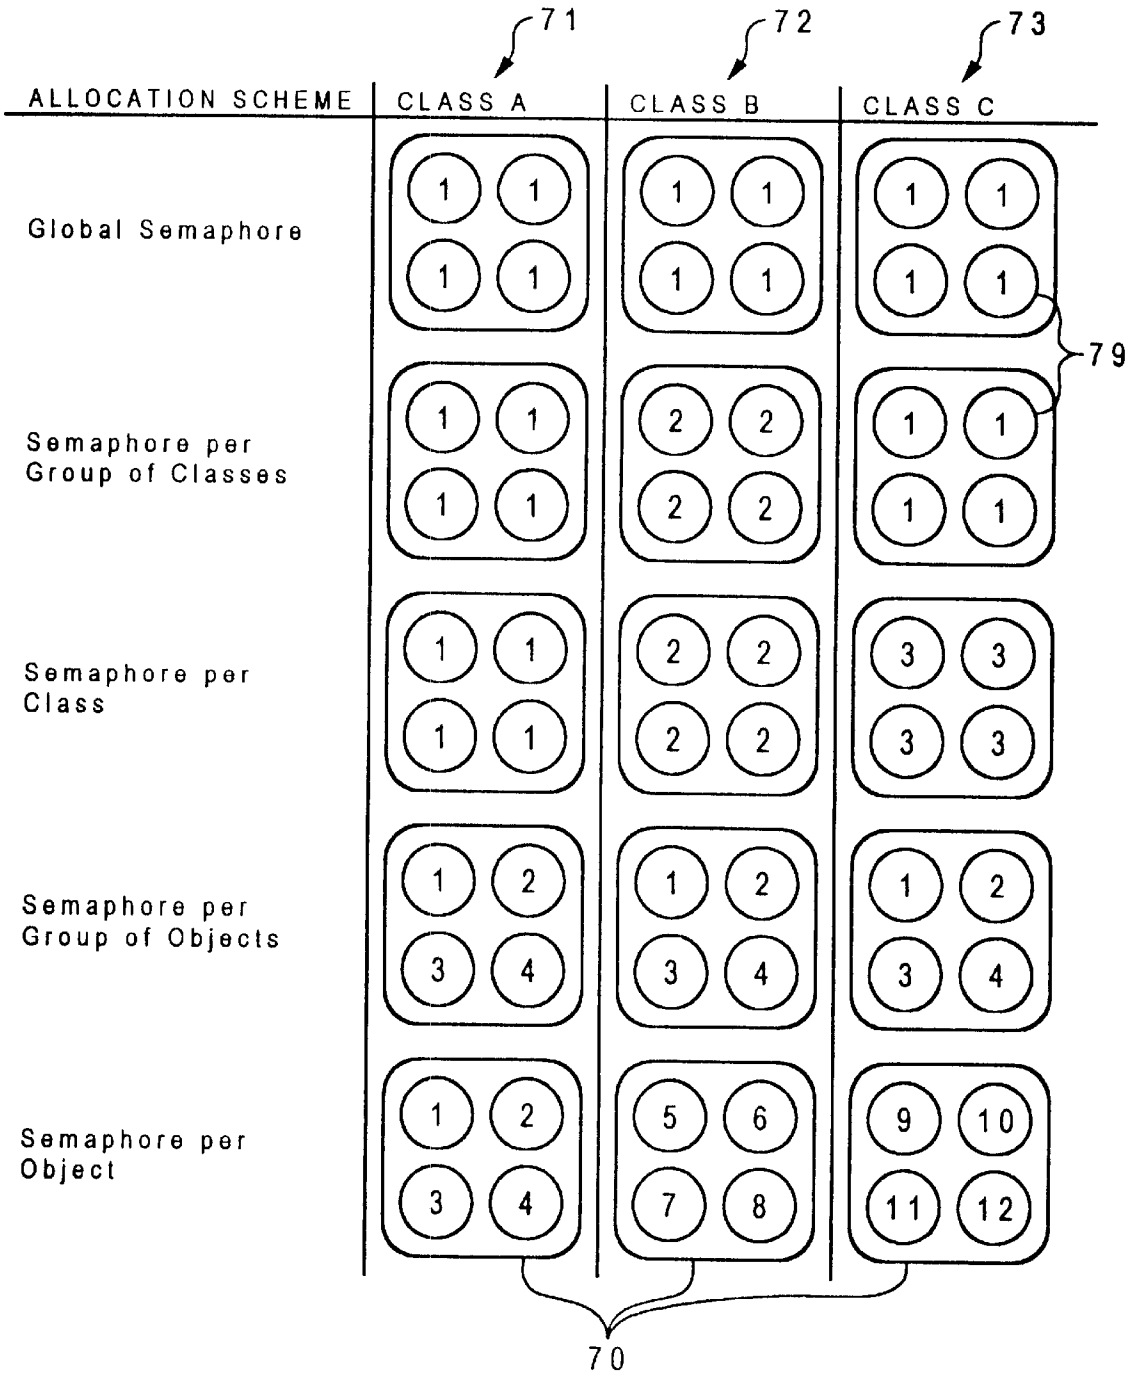 71 72 73
ALLOCATION SCHEME CLASS A CLASS B CLASS C
1 1 1 1 1 1
Global Semaphore
1 1 1 1 1 1
79
1 1 2 2 1 1
Semaphore per
Group of Classes
1 1 2 2 1 1
1 1 2 2 3 3
Semaphore per
Class
1 1 2 2 3 3
1 2 1 2 1 2
Semaphore per
Group of Objects
3 4 3 4 3 4
1 2 5 6 9 10
Semaphore per
Object
3 4 7 8 11 12
70